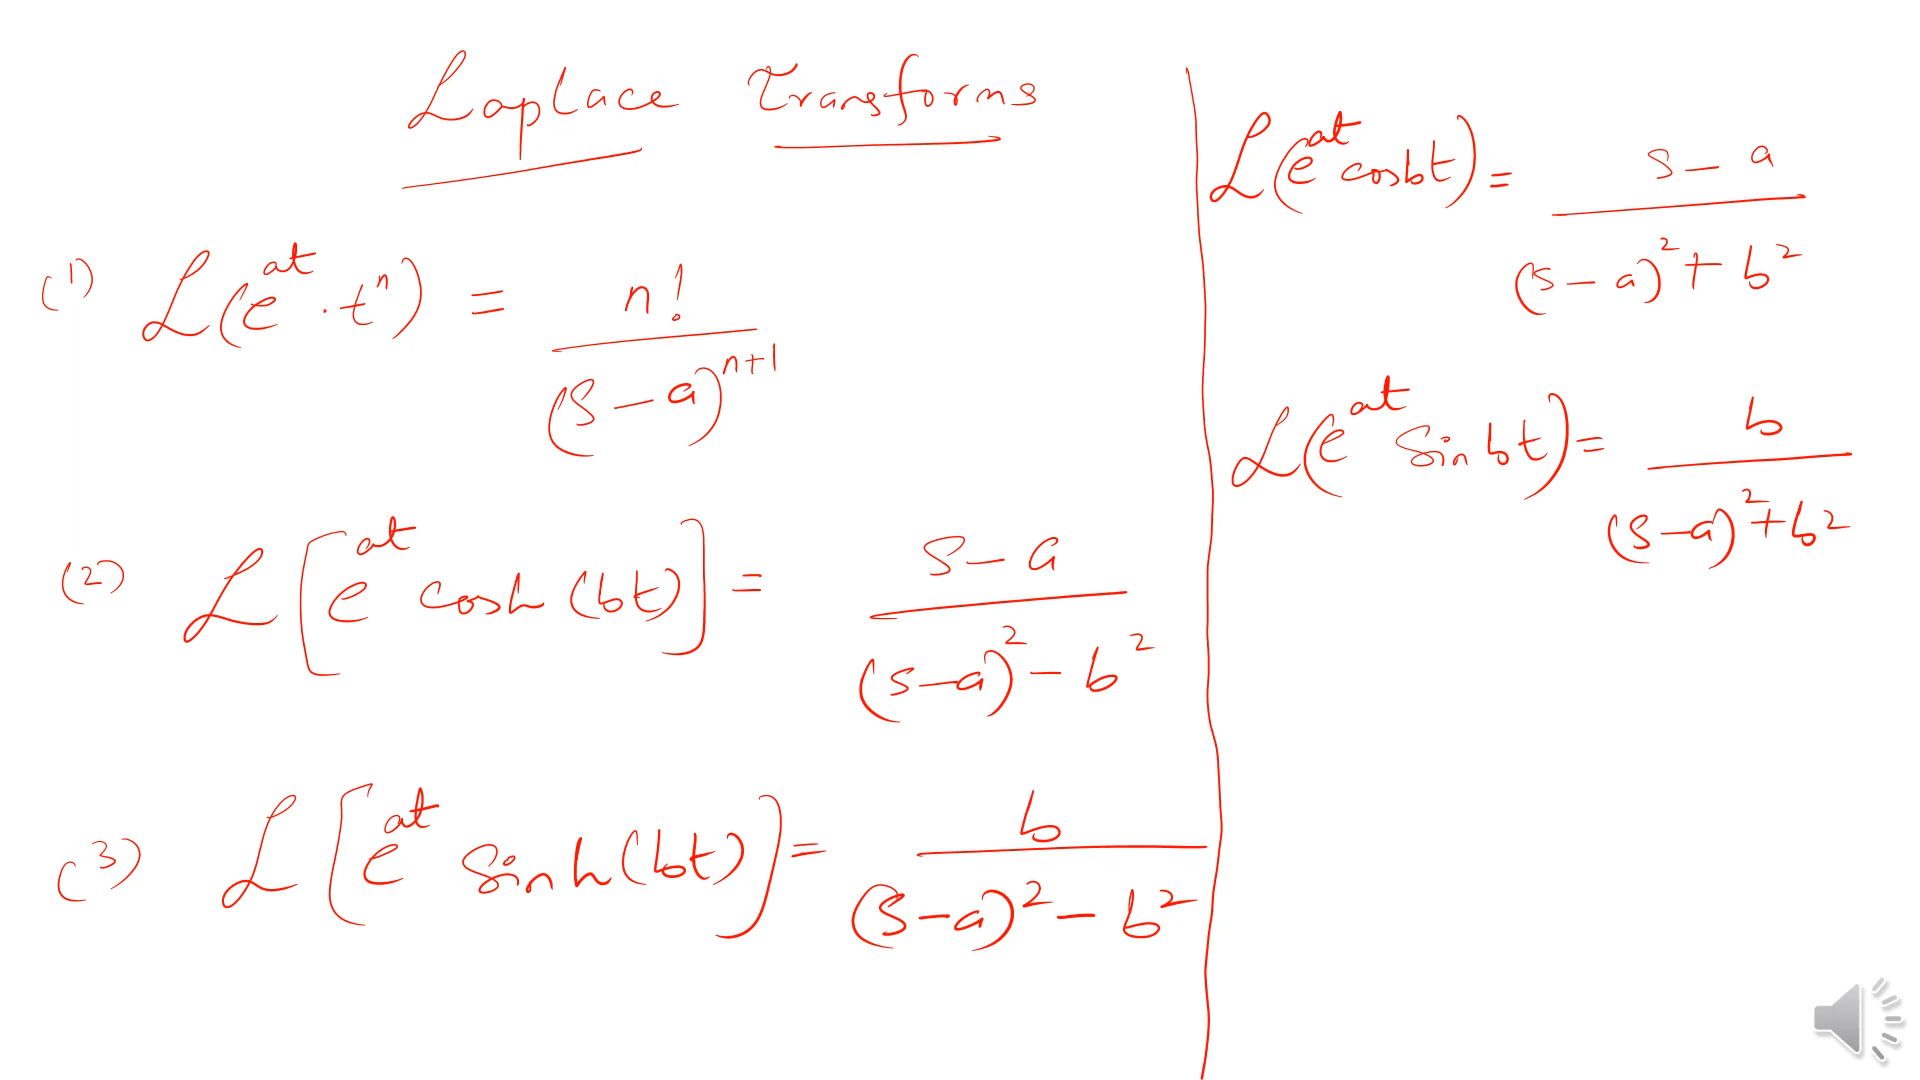 Laplace Transforms
(1) ℒ(e^{at} · t^n) = n! / (s-a)^{n+1}
(2) ℒ[e^{at} cosh (bt)] = s-a / (s-a)^2 - b^2
(3) ℒ[e^{at} sinh (bt)] = b / (s-a)^2 - b^2
ℒ(e^{at} cosbt) = s-a / (s-a)^2 + b^2
ℒ(e^{at} sin bt) = b / (s-a)^2 + b^2